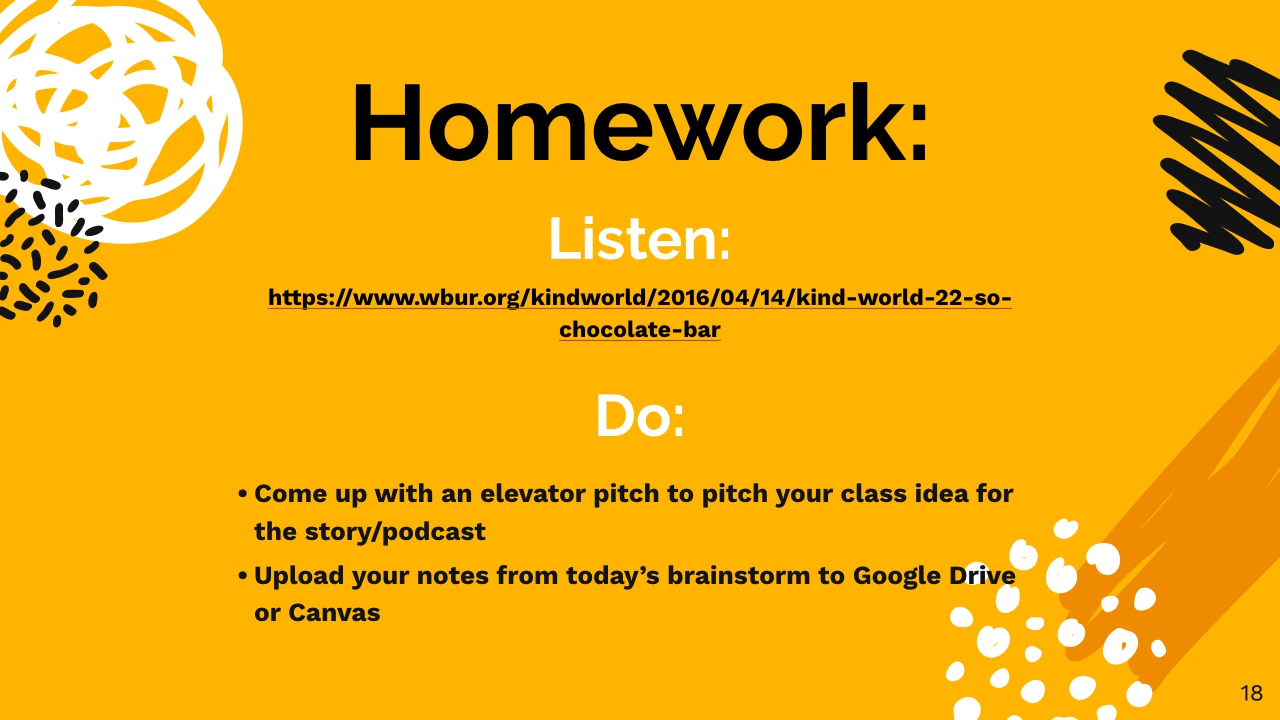 Homework:
Listen:
https://www.wbur.org/kindworld/2016/04/14/kind-world-22-so-
chocolate-bar
Do:
• Come up with an elevator pitch to pitch your class idea for
the story/podcast
• Upload your notes from today’s brainstorm to Google Drive
or Canvas
18